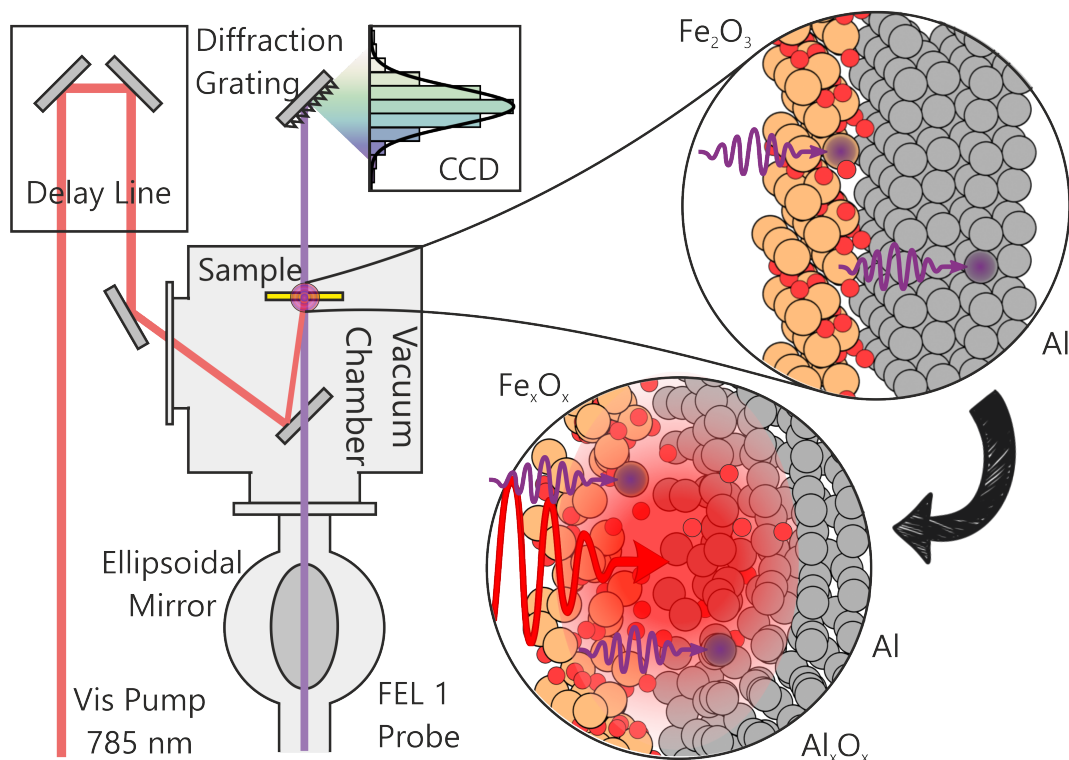 Diffraction
Grating
CCD
Delay Line
Sample
Vacuum
Chamber
Ellipsoidal
Mirror
Vis Pump
785 nm
FEL 1
Probe
Fe₂O₃
Al
FeₓOₓ
Al
AlₓOₓ